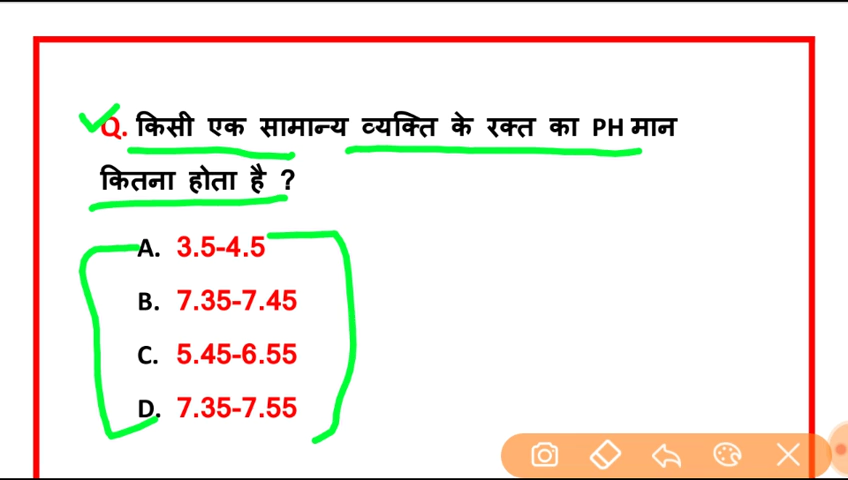 Q. किसी एक सामान्य व्यक्ति के रक्त का PH मान
कितना होता है ?
A. 3.5-4.5
B. 7.35-7.45
C. 5.45-6.55
D. 7.35-7.55